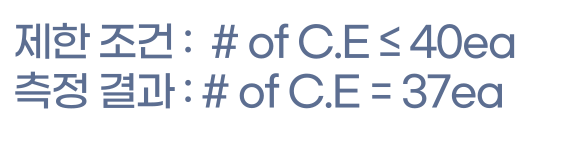 제한 조건 : # of C.E ≤ 40ea
측정 결과 : # of C.E = 37ea